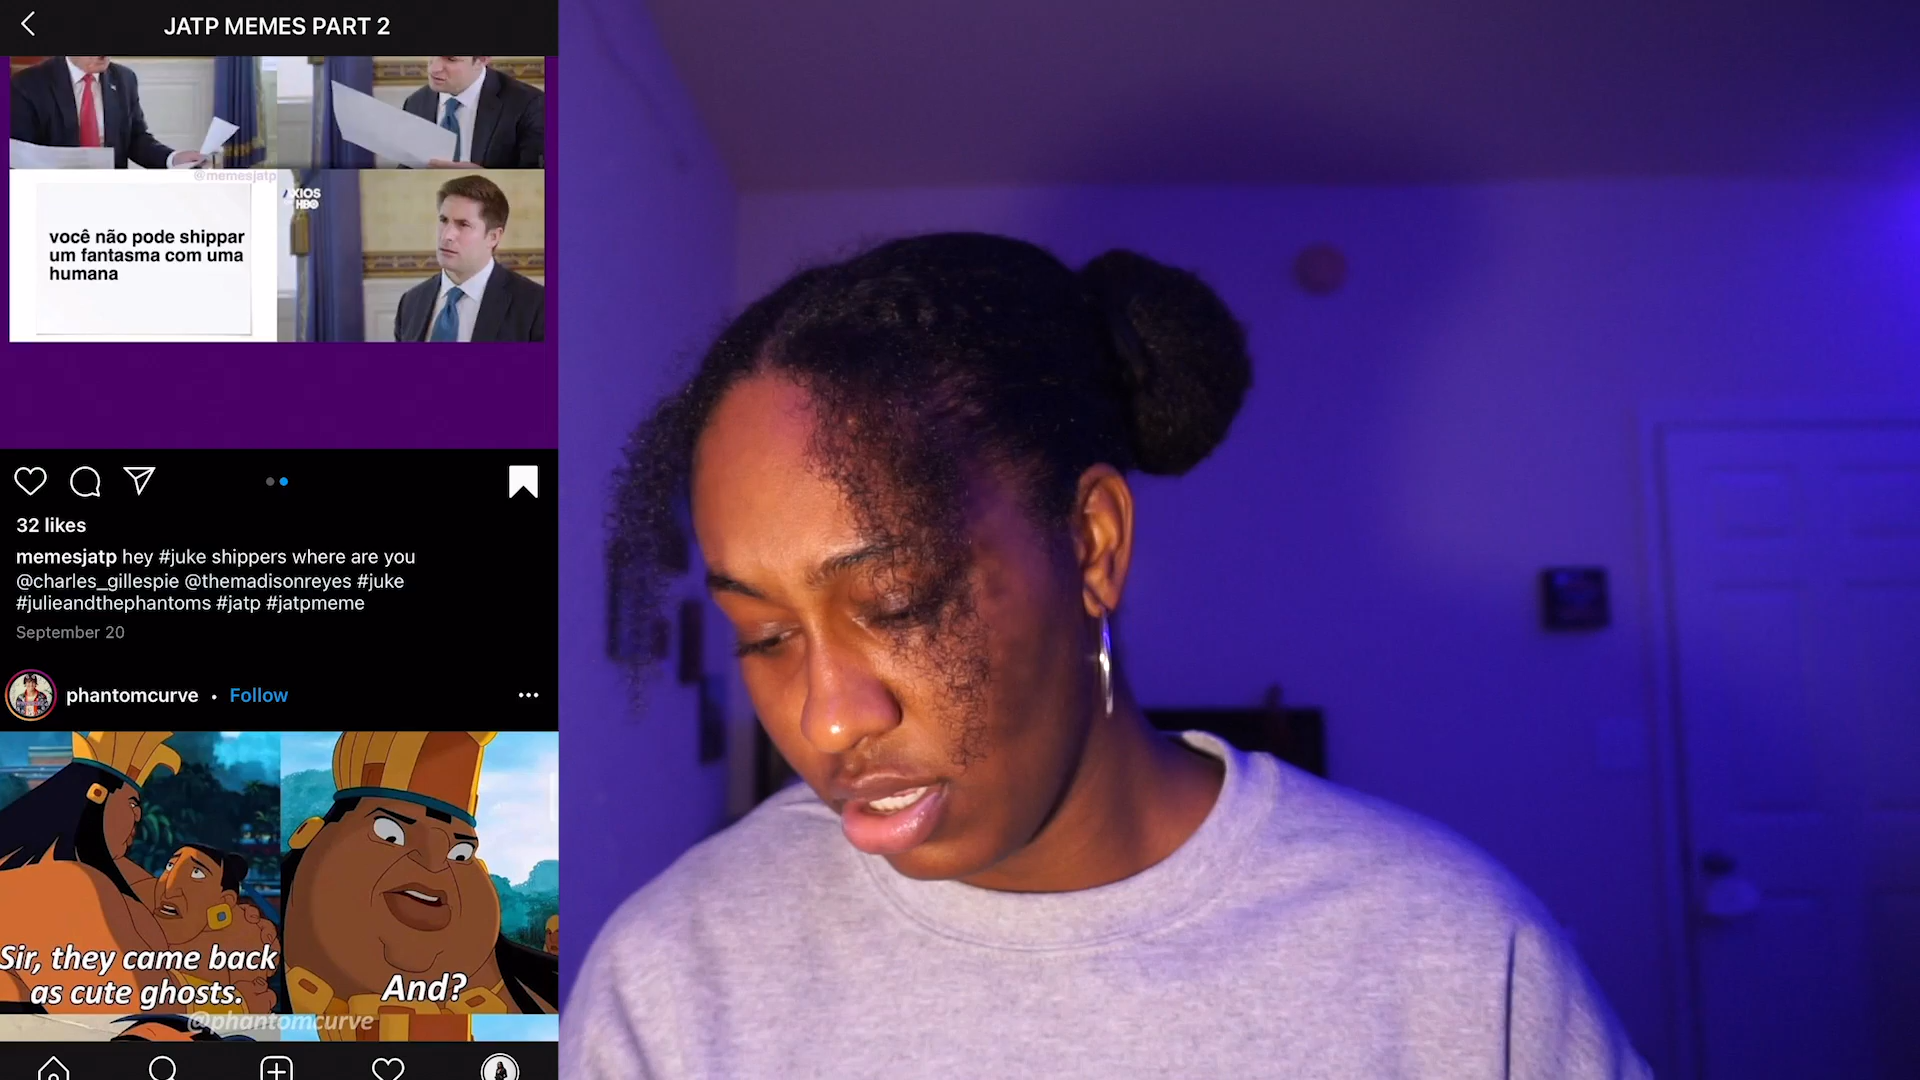 JATP MEMES PART 2
@memesjatp
AXIOS
HBO
você não pode shippar
um fantasma com uma
humana
32 likes
memesjatp hey #juke shippers where are you
@charles_gillespie @themadisonreyes #juke
#julieandthephantoms #jatp #jatpmeme
September 20
phantomcurve • Follow
Sir, they came back
as cute ghosts.
And?
@phantomcurve